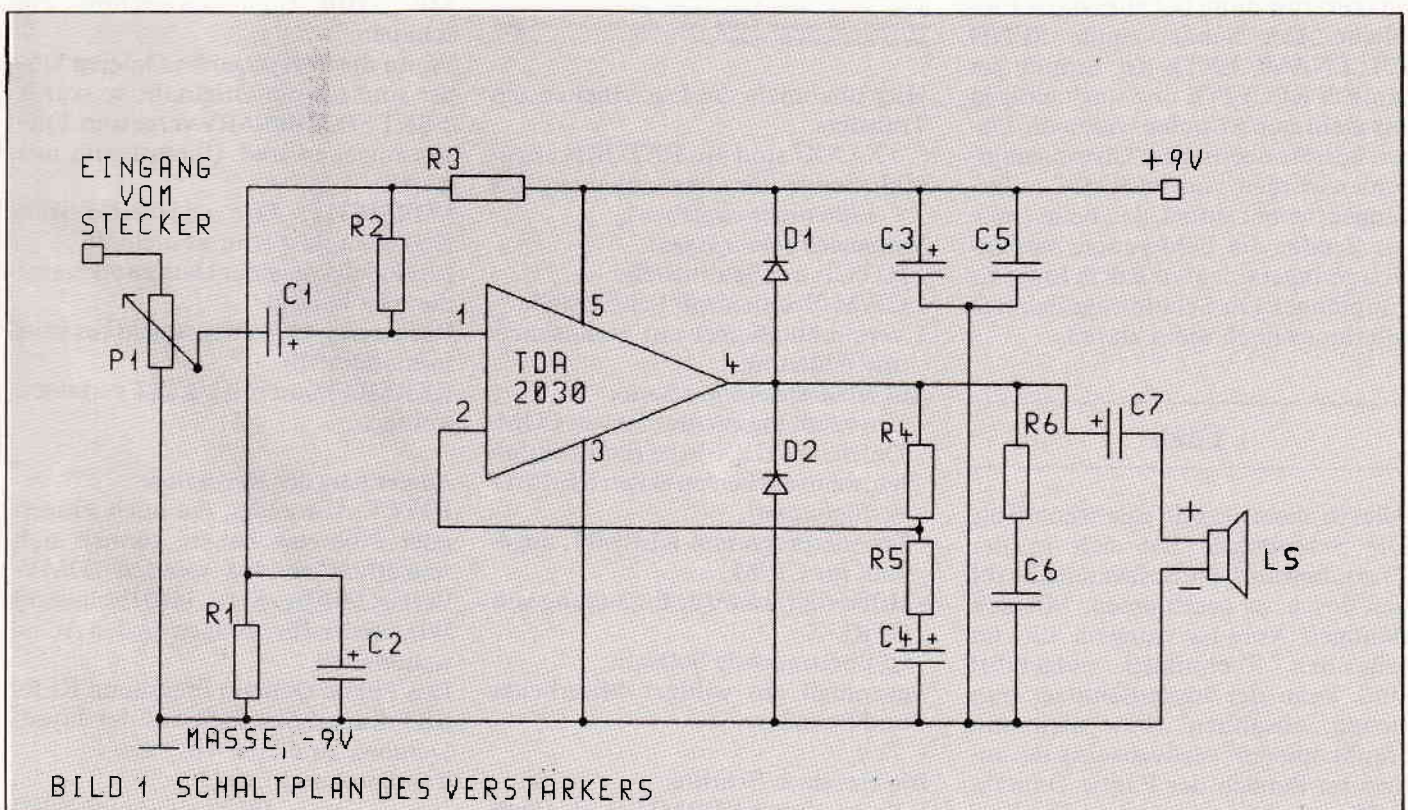 EINGANG
VOM
STECKER
P1
C1
+
R1
C2
+
R2
R3
1
2
3
4
5
TDA
2030
D1
D2
C3
+
C5
+9V
R4
R5
C4
+
R6
C6
C7
+
+
−
LS
MASSE, -9V
BILD 1 SCHALTPLAN DES VERSTÄRKERS